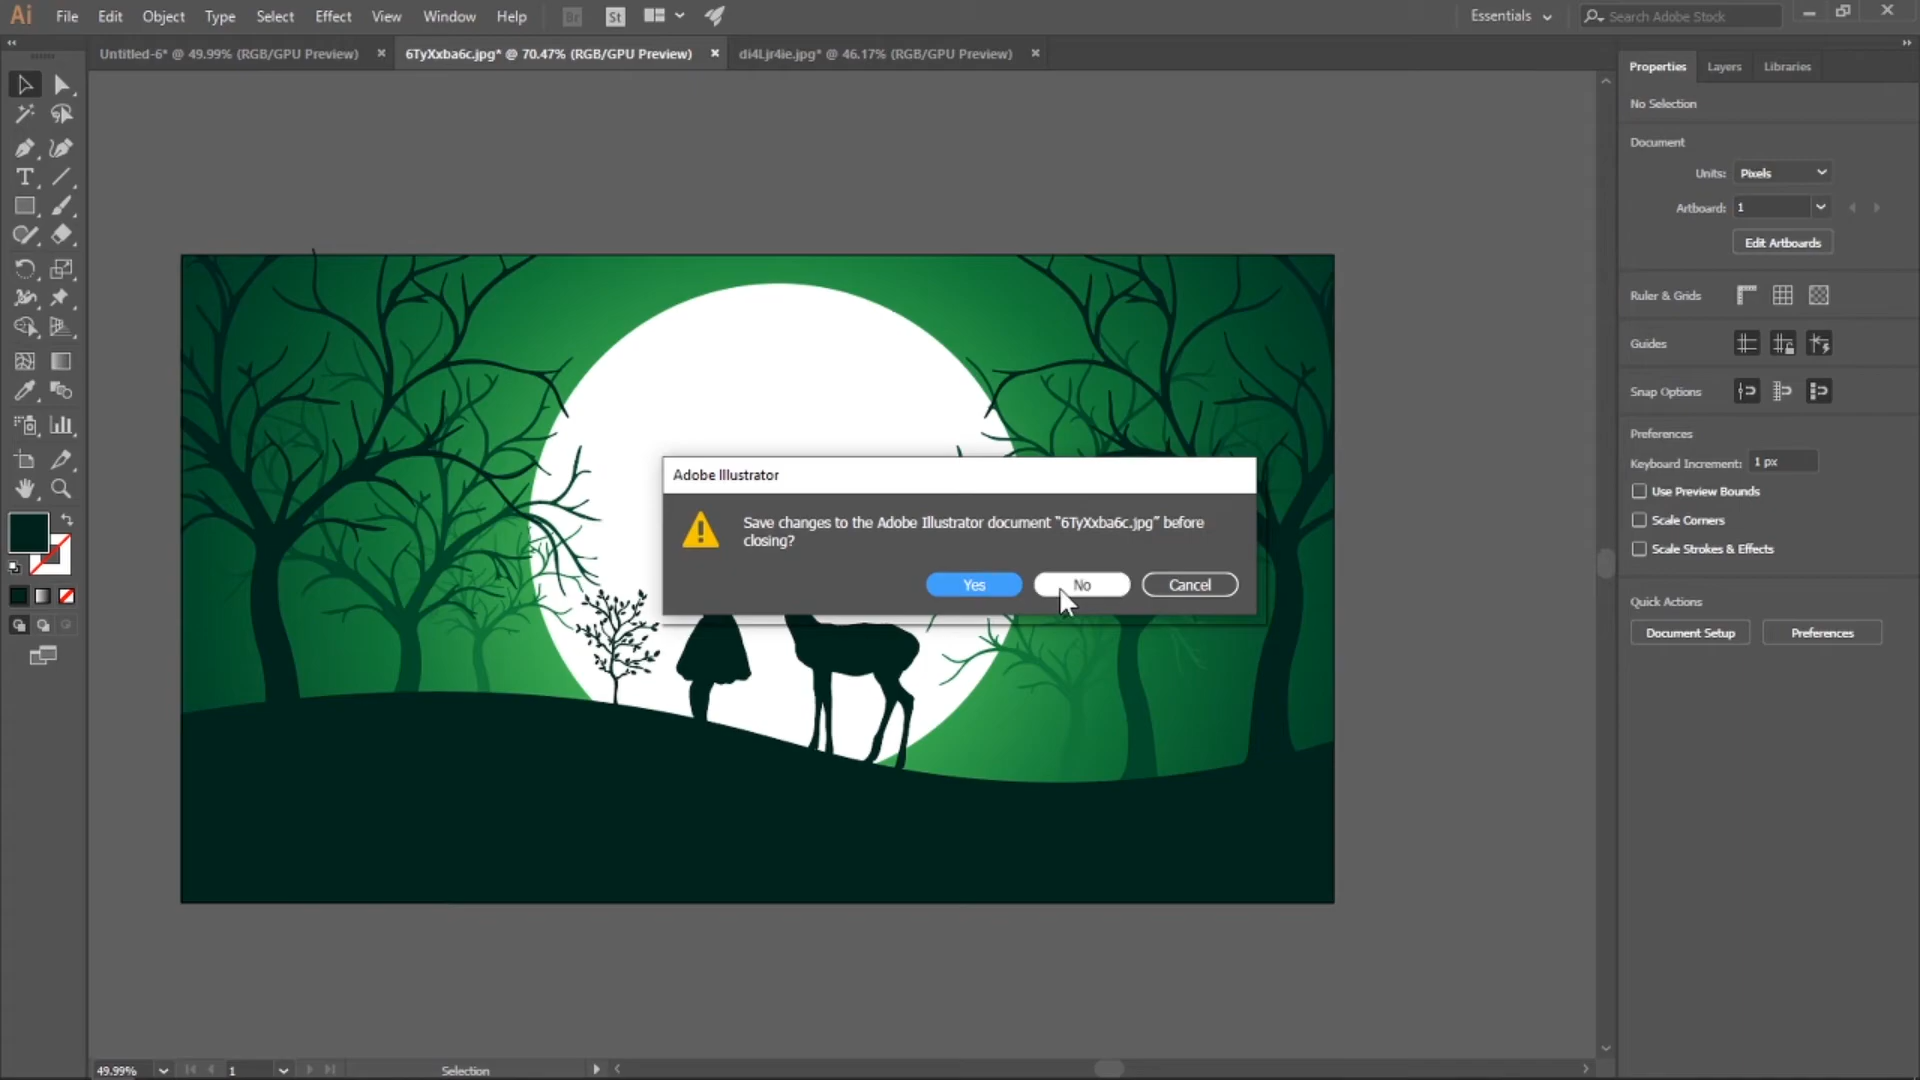 Ai File Edit Object Type Select Effect View Window Help Br St Essentials Search Adobe Stock
Untitled-6* @ 49.99% (RGB/GPU Preview) 6TyXxba6c.jpg* @ 70.47% (RGB/GPU Preview) di4Ljr4ie.jpg* @ 46.17% (RGB/GPU Preview)
Properties Layers Libraries
No Selection
Document
Units: Pixels
Artboard: 1
Edit Artboards
Ruler & Grids
Guides
Snap Options
Preferences
Keyboard Increment: 1 px
Use Preview Bounds
Scale Corners
Scale Strokes & Effects
Quick Actions
Document Setup Preferences
Adobe Illustrator
Save changes to the Adobe Illustrator document “6TyXxba6c.jpg” before
closing?
Yes No Cancel
49.99% 1 Selection